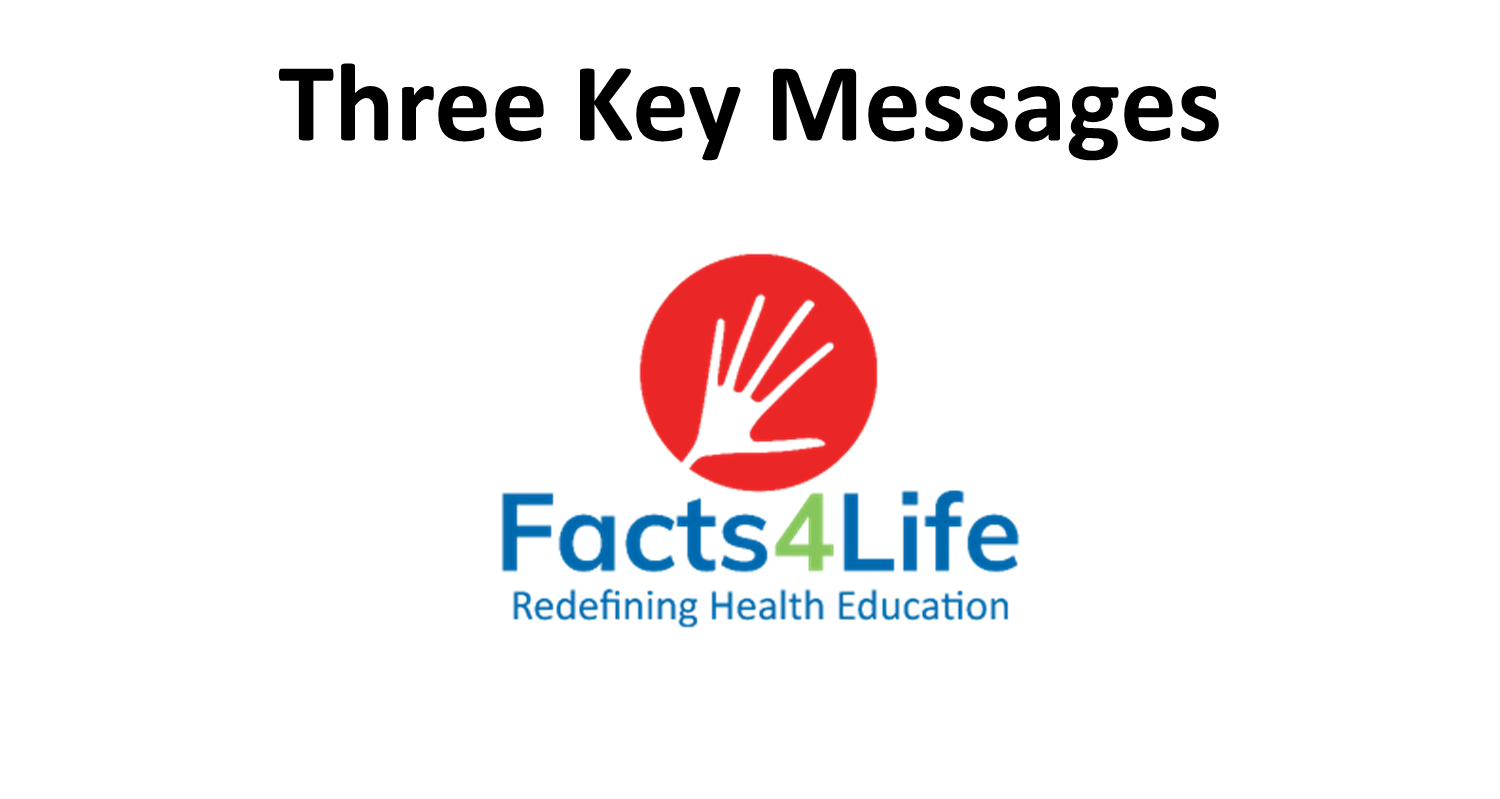 Three Key Messages
Facts4Life
Redefining Health Education